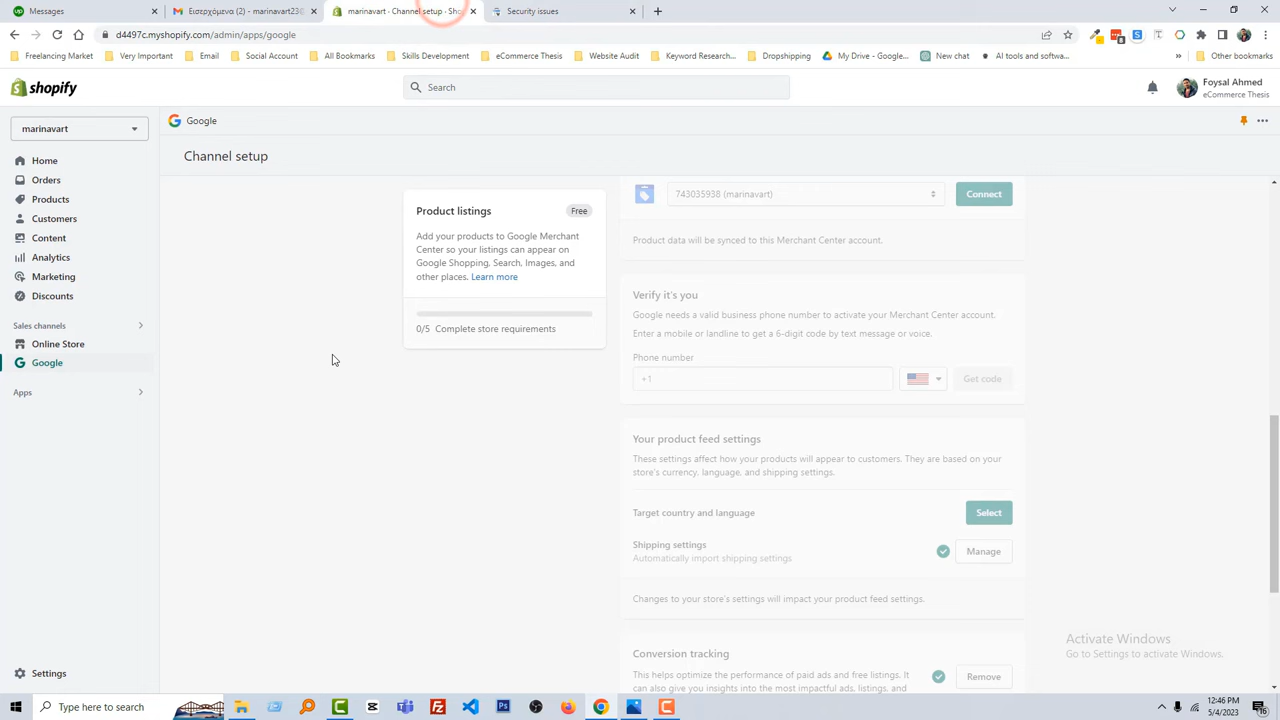 Messages
Εισερχόμενα (2) - marinavart23@
marinavart - Channel setup · Sho
Security issues
d4497c.myshopify.com/admin/apps/google
Freelancing Market
Very Important
Email
Social Account
All Bookmarks
Skills Development
eCommerce Thesis
Website Audit
Keyword Research...
Dropshipping
My Drive - Google...
New chat
AI tools and softwa...
Other bookmarks
shopify
Search
Foysal Ahmed
eCommerce Thesis
marinavart
Google
Channel setup
Home
Orders
Products
Customers
Content
Analytics
Marketing
Discounts
Sales channels
Online Store
Google
Apps
Settings
Product listings
Free
Add your products to Google Merchant
Center so your listings can appear on
Google Shopping, Search, Images, and
other places. Learn more
0/5 Complete store requirements
743035938 (marinavart)
Connect
Product data will be synced to this Merchant Center account.
Verify it's you
Google needs a valid business phone number to activate your Merchant Center account.
Enter a mobile or landline to get a 6-digit code by text message or voice.
Phone number
+1
Get code
Your product feed settings
These settings affect how your products will appear to customers. They are based on your
store's currency, language, and shipping settings.
Target country and language
Select
Shipping settings
Automatically import shipping settings
Manage
Changes to your store's settings will impact your product feed settings.
Conversion tracking
This helps optimize the performance of paid ads and free listings. It
can also give you insights into the most impactful ads, listings, and
Remove
Activate Windows
Go to Settings to activate Windows.
Type here to search
12:46 PM
5/4/2023